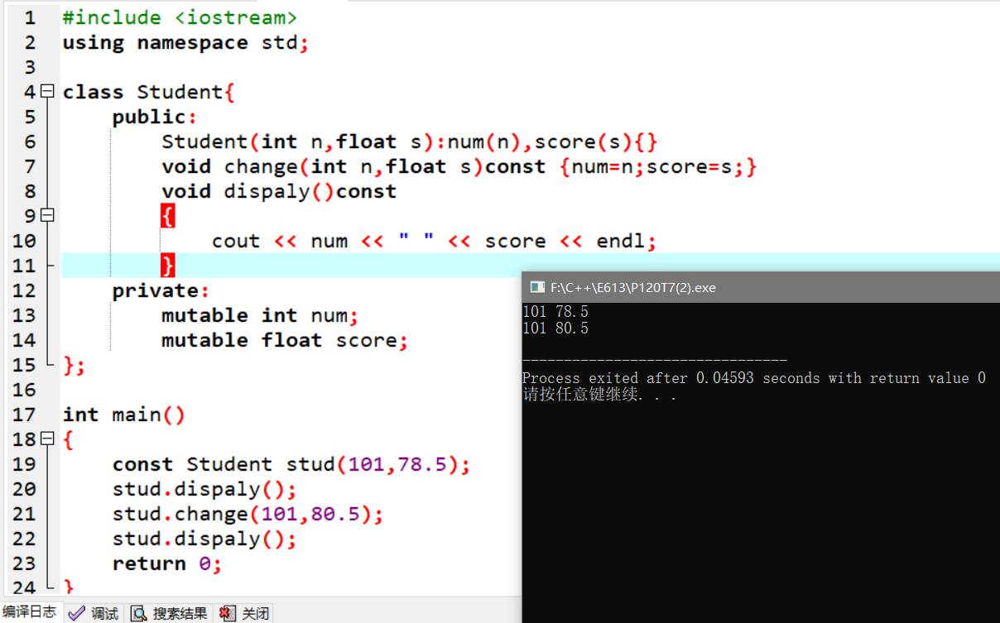 1 #include <iostream>
2 using namespace std;
3
4 class Student{
5     public:
6         Student(int n,float s):num(n),score(s){}
7         void change(int n,float s)const {num=n;score=s;}
8         void dispaly()const
9         {
10             cout << num << " " << score << endl;
11         }
12     private:
13         mutable int num;
14         mutable float score;
15 };
16
17 int main()
18 {
19     const Student stud(101,78.5);
20     stud.dispaly();
21     stud.change(101,80.5);
22     stud.dispaly();
23     return 0;
24 }
F:\C++\E613\P120T7(2).exe
101 78.5
101 80.5
--------------------------------
Process exited after 0.04593 seconds with return value 0
请按任意键继续. . .
编译日志 调试 搜索结果 关闭